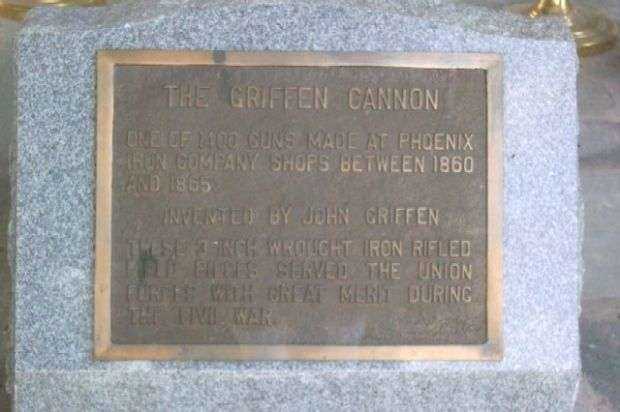 THE GRIFFEN CANNON
ONE OF 1400 GUNS MADE AT PHOENIX
IRON COMPANY SHOPS BETWEEN 1860
AND 1865
INVENTED BY JOHN GRIFFEN
THESE 3-INCH WROUGHT IRON RIFLED
FIELD PIECES SERVED THE UNION
FORCES WITH GREAT MERIT DURING
THE CIVIL WAR.